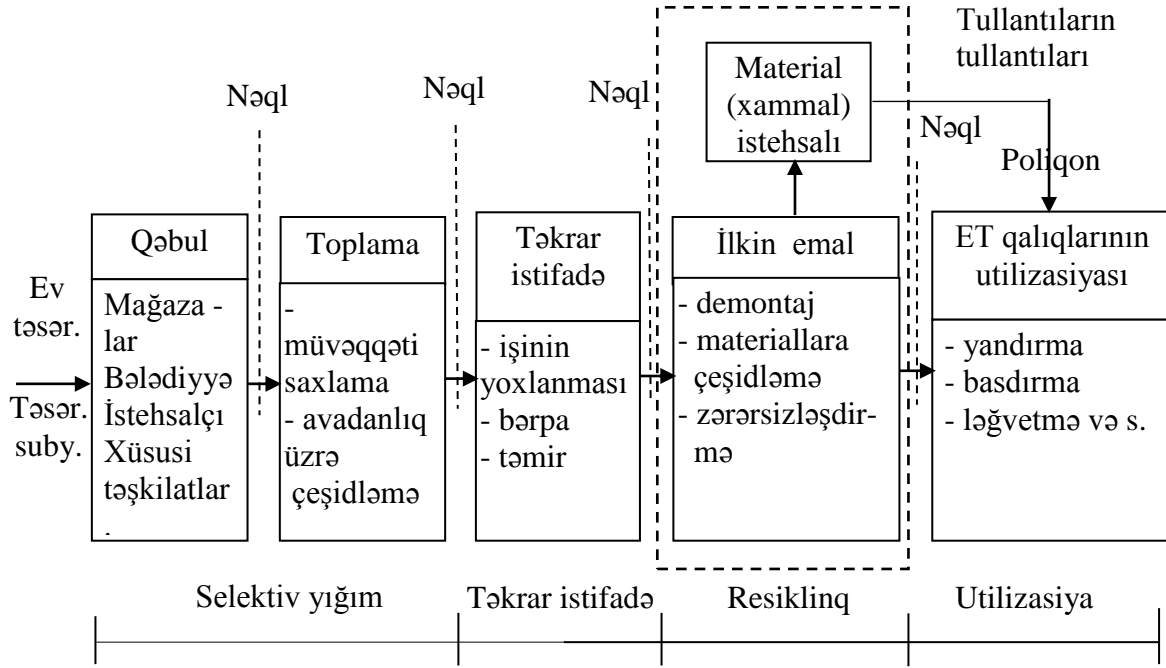 Tullantıların
tullantıları
Nəql
Nəql
Nəql
Material
(xammal)
istehsalı
Nəql
Poliqon
Ev
təsər.
Təsər.
suby.
Qəbul
Mağaza -
lar
Bələdiyyə
İstehsalçı
Xüsusi
təşkilatlar
.
Toplama
-
müvəqqəti
saxlama
- avadanlıq
üzrə
çeşidləmə
Təkrar
istifadə
- işinin
yoxlanması
- bərpa
- təmir
İlkin emal
- demontaj
- materiallara
çeşidləmə
- zərərsizləşdir-
mə
ET qalıqlarının
utilizasiyası
- yandırma
- basdırma
- ləğvetmə və s.
Selektiv yığım
Təkrar istifadə
Resiklinq
Utilizasiya